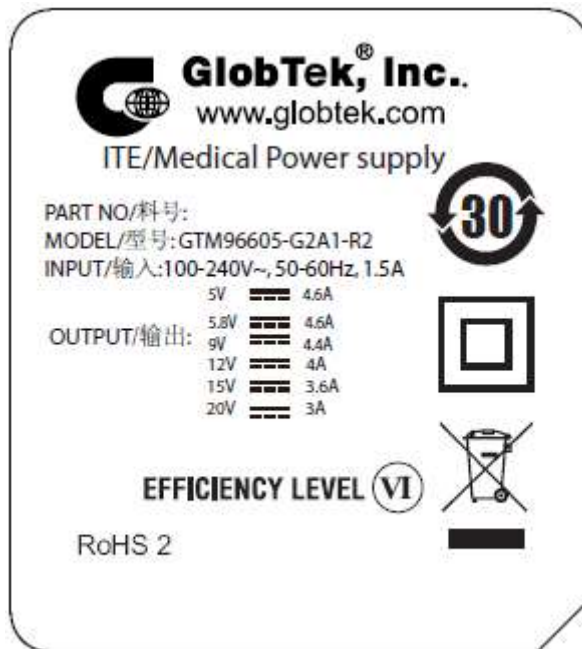 GlobTek,® Inc..
www.globtek.com
ITE/Medical Power supply
30
PART NO/料号:
MODEL/型号: GTM96605-G2A1-R2
INPUT/输入:100-240V~, 50-60Hz, 1.5A
OUTPUT/输出:
5V 4.6A
5.8V 4.6A
9V 4.4A
12V 4A
15V 3.6A
20V 3A
EFFICIENCY LEVEL VI
RoHS 2